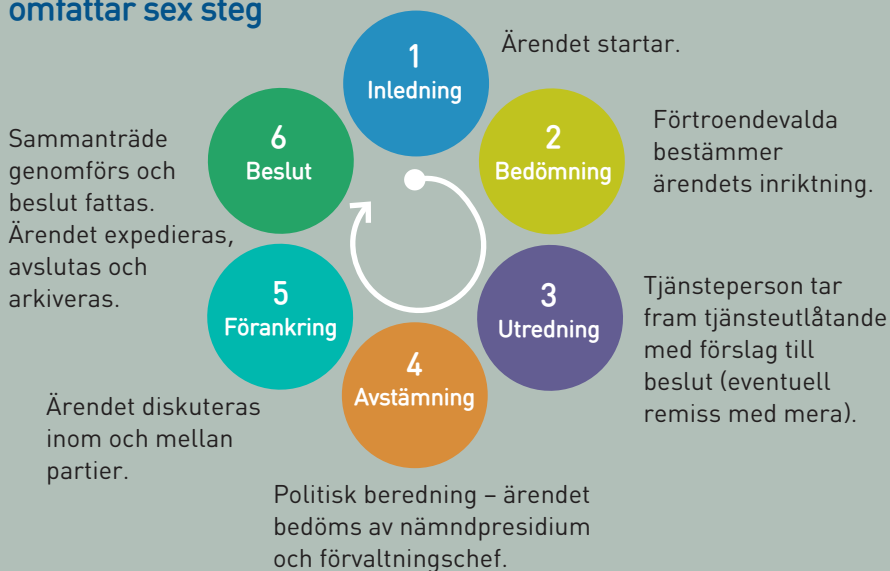 omfattar sex steg
1
Inledning
Ärendet startar.
2
Bedömning
Förtroendevalda
bestämmer
ärendets inriktning.
3
Utredning
Tjänsteperson tar
fram tjänsteutlåtande
med förslag till
beslut (eventuell
remiss med mera).
4
Avstämning
Politisk beredning – ärendet
bedöms av nämndpresidium
och förvaltningschef.
5
Förankring
Ärendet diskuteras
inom och mellan
partier.
6
Beslut
Sammanträde
genomförs och
beslut fattas.
Ärendet expedieras,
avslutas och
arkiveras.